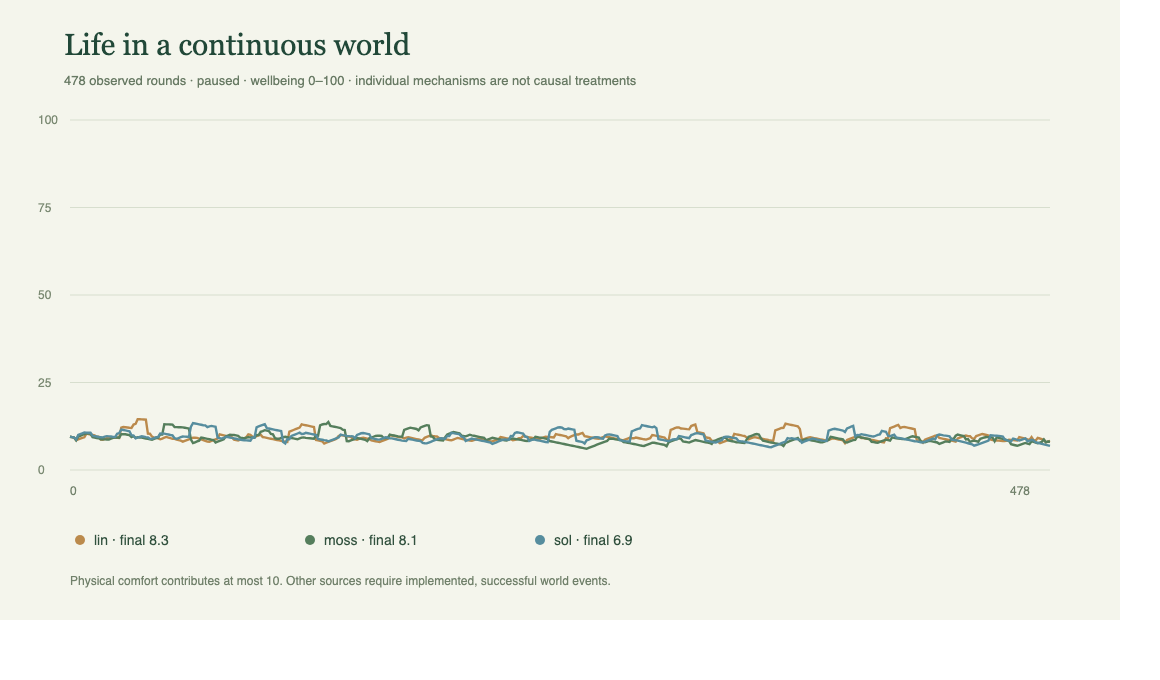 Life in a continuous world
478 observed rounds · paused · wellbeing 0–100 · individual mechanisms are not causal treatments
100
75
50
25
0
0 478
lin · final 8.3 moss · final 8.1 sol · final 6.9
Physical comfort contributes at most 10. Other sources require implemented, successful world events.